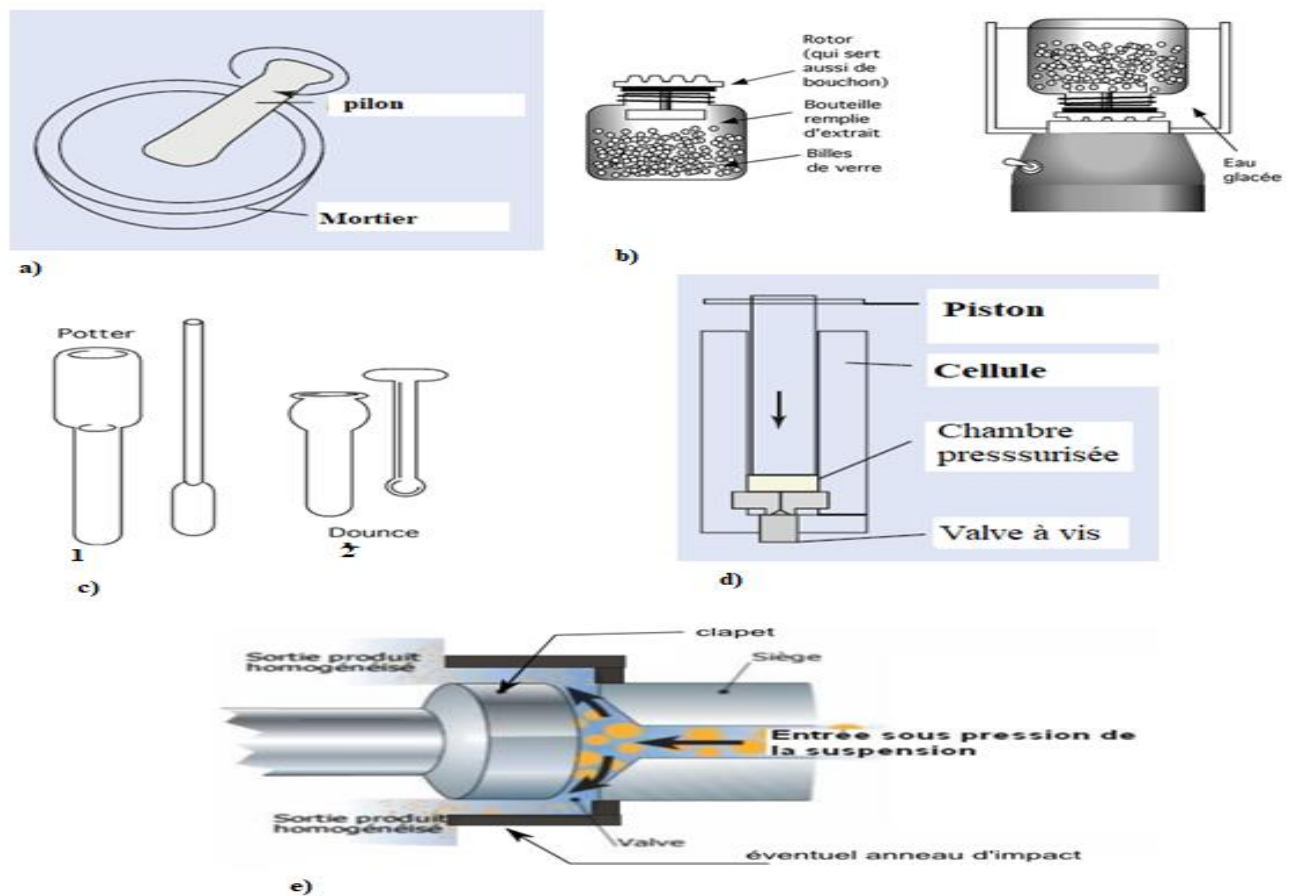 pilon
Mortier
a)
Rotor
(qui sert
aussi de
bouchon)
Bouteille
remplie
d'extrait
Billes
de verre
Eau
glacée
b)
Potter
1
Dounce
2
c)
Piston
Cellule
Chambre
presssurisée
Valve à vis
d)
clapet
Sortie produit
homogénéisé
Siège
Entrée sous pression de
la suspension
Sortie produit
homogénéisé
Valve
éventuel anneau d'impact
e)